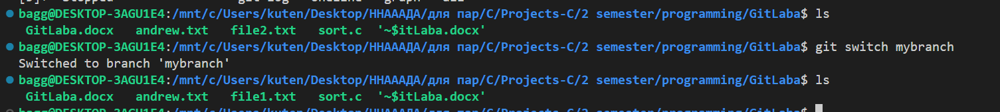 bagg@DESKTOP-3AGU1E4:/mnt/c/Users/kuten/Desktop/ННАААДА/для пар/C/Projects-C/2 semester/programming/GitLaba$ ls
GitLaba.docx   andrew.txt   file2.txt   sort.c  '~$itLaba.docx'
bagg@DESKTOP-3AGU1E4:/mnt/c/Users/kuten/Desktop/ННАААДА/для пар/C/Projects-C/2 semester/programming/GitLaba$ git switch mybranch
Switched to branch 'mybranch'
bagg@DESKTOP-3AGU1E4:/mnt/c/Users/kuten/Desktop/ННАААДА/для пар/C/Projects-C/2 semester/programming/GitLaba$ ls
GitLaba.docx   andrew.txt   file1.txt   sort.c  '~$itLaba.docx'
bagg@DESKTOP-3AGU1E4:/mnt/c/Users/kuten/Desktop/ННАААДА/для пар/C/Projects-C/2 semester/programming/GitLaba$